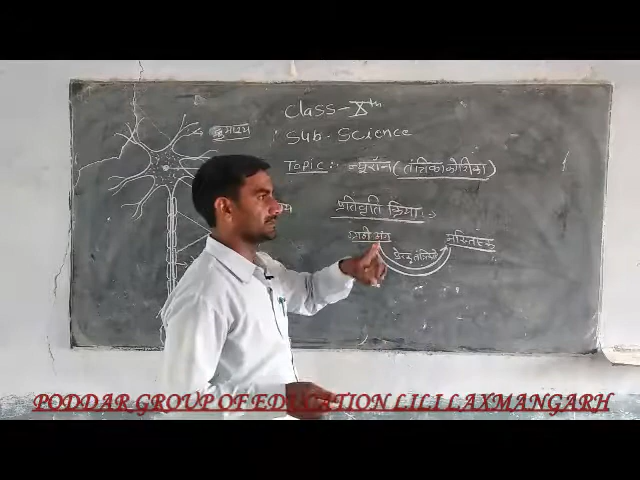 Class-Xth
Sub-Science
Topic :- न्यूरॉन (तंत्रिका कोशिका)
द्रुमाश्य
प्रतिवर्ती क्रिया :->
ग्राही अंग
मस्तिष्क
PODDAR GROUP OF EDUCATION LILI LAXMANGARH